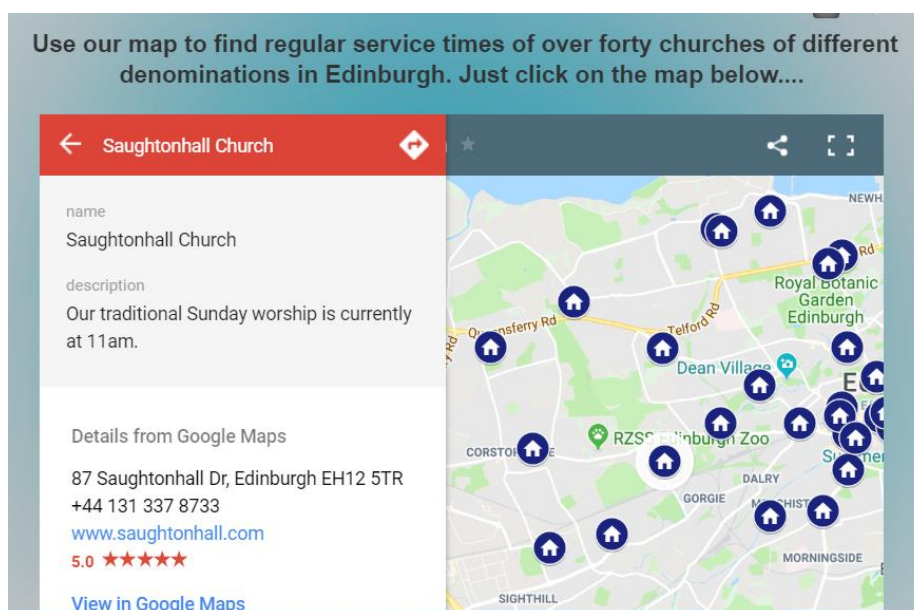 Use our map to find regular service times of over forty churches of different
denominations in Edinburgh. Just click on the map below....
Saughtonhall Church
name
Saughtonhall Church
description
Our traditional Sunday worship is currently
at 11am.
Details from Google Maps
87 Saughtonhall Dr, Edinburgh EH12 5TR
+44 131 337 8733
www.saughtonhall.com
5.0
View in Google Maps
Rd
Royal Botanic
Garden
Edinburgh
Telford Rd
Dean Village
RZSS Edinburgh Zoo
DALRY
GORGIE
MORNINGSIDE
SIGHTHILL